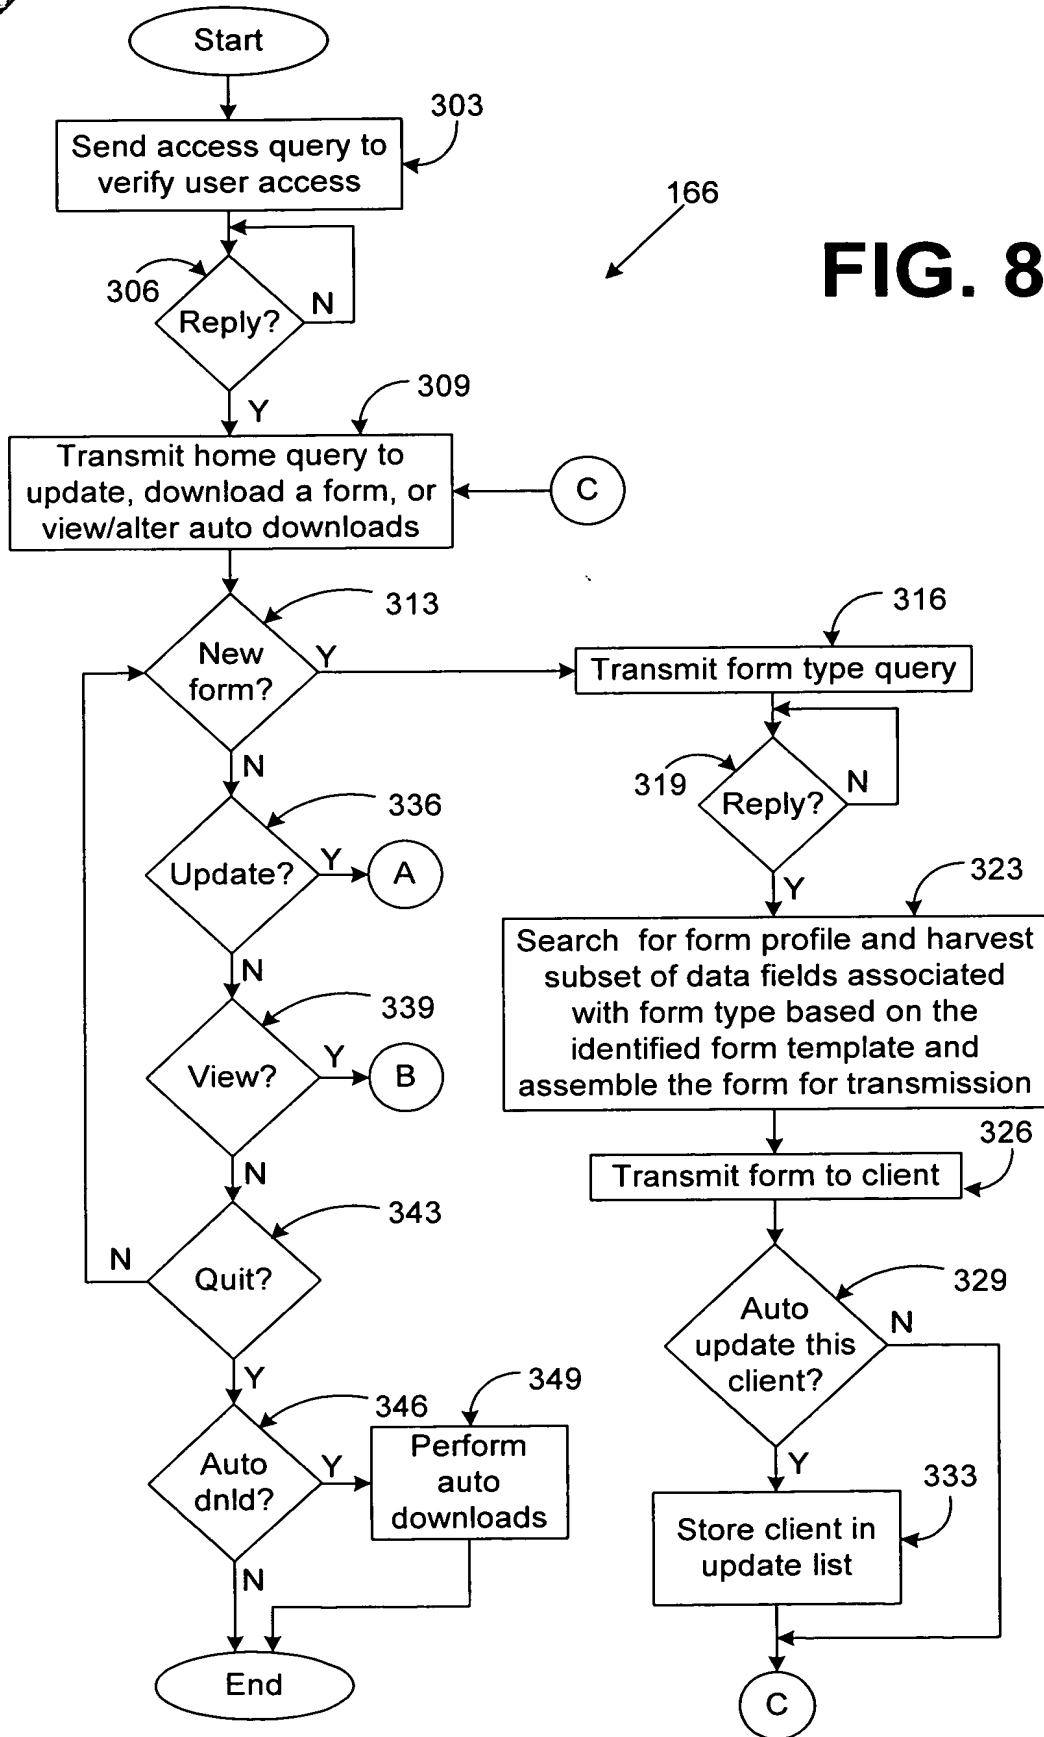 Start
303
Send access query to
verify user access
166
FIG. 8
306
Reply?
N
Y
309
Transmit home query to
update, download a form, or
view/alter auto downloads
C
313
New
form?
Y
N
316
Transmit form type query
319
Reply?
N
Y
336
Update?
Y
A
N
323
Search for form profile and harvest
subset of data fields associated
with form type based on the
identified form template and
assemble the form for transmission
339
View?
Y
B
N
326
Transmit form to client
343
Quit?
N
Y
329
Auto
update this
client?
N
Y
346
Auto
dnld?
Y
N
349
Perform
auto
downloads
333
Store client in
update list
End
C